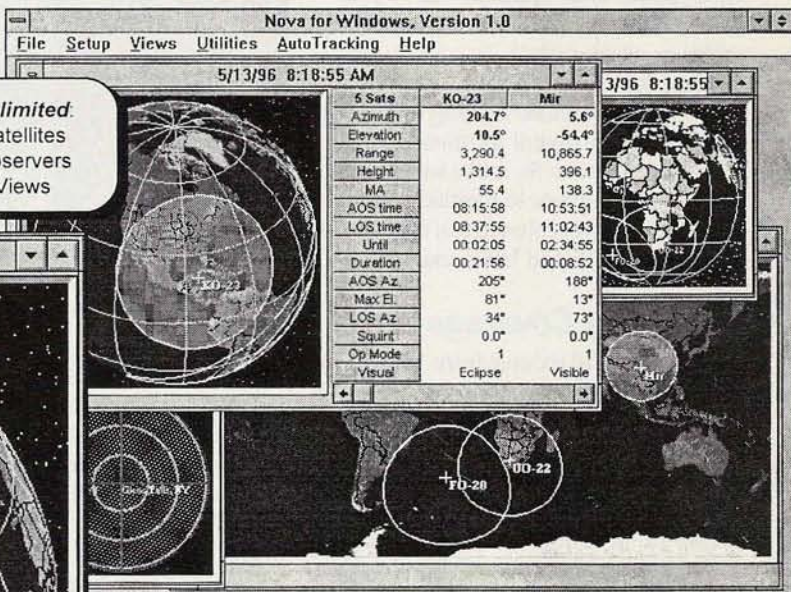 Nova for Windows, Version 1.0
File Setup Views Utilities AutoTracking Help
5/13/96 8:18:55 AM
3/96 8:18:55
limited:
atellites
bservers
Views
5 Sats KO-23 Mir
Azimuth 204.7° 5.6°
Elevation 10.5° -54.4°
Range 3,290.4 10,865.7
Height 1,314.5 396.1
MA 55.4 138.3
AOS time 08:15:58 10:53:51
LOS time 08:37:55 11:02:43
Until 00:02:05 02:34:55
Duration 00:21:56 00:08:52
AOS Az. 205° 188°
Max El. 81° 13°
LOS Az 34° 73°
Squint 0.0° 0.0°
Op Mode 1 1
Visual Eclipse Visible
KO-23
Mir
FO-20
UO-22